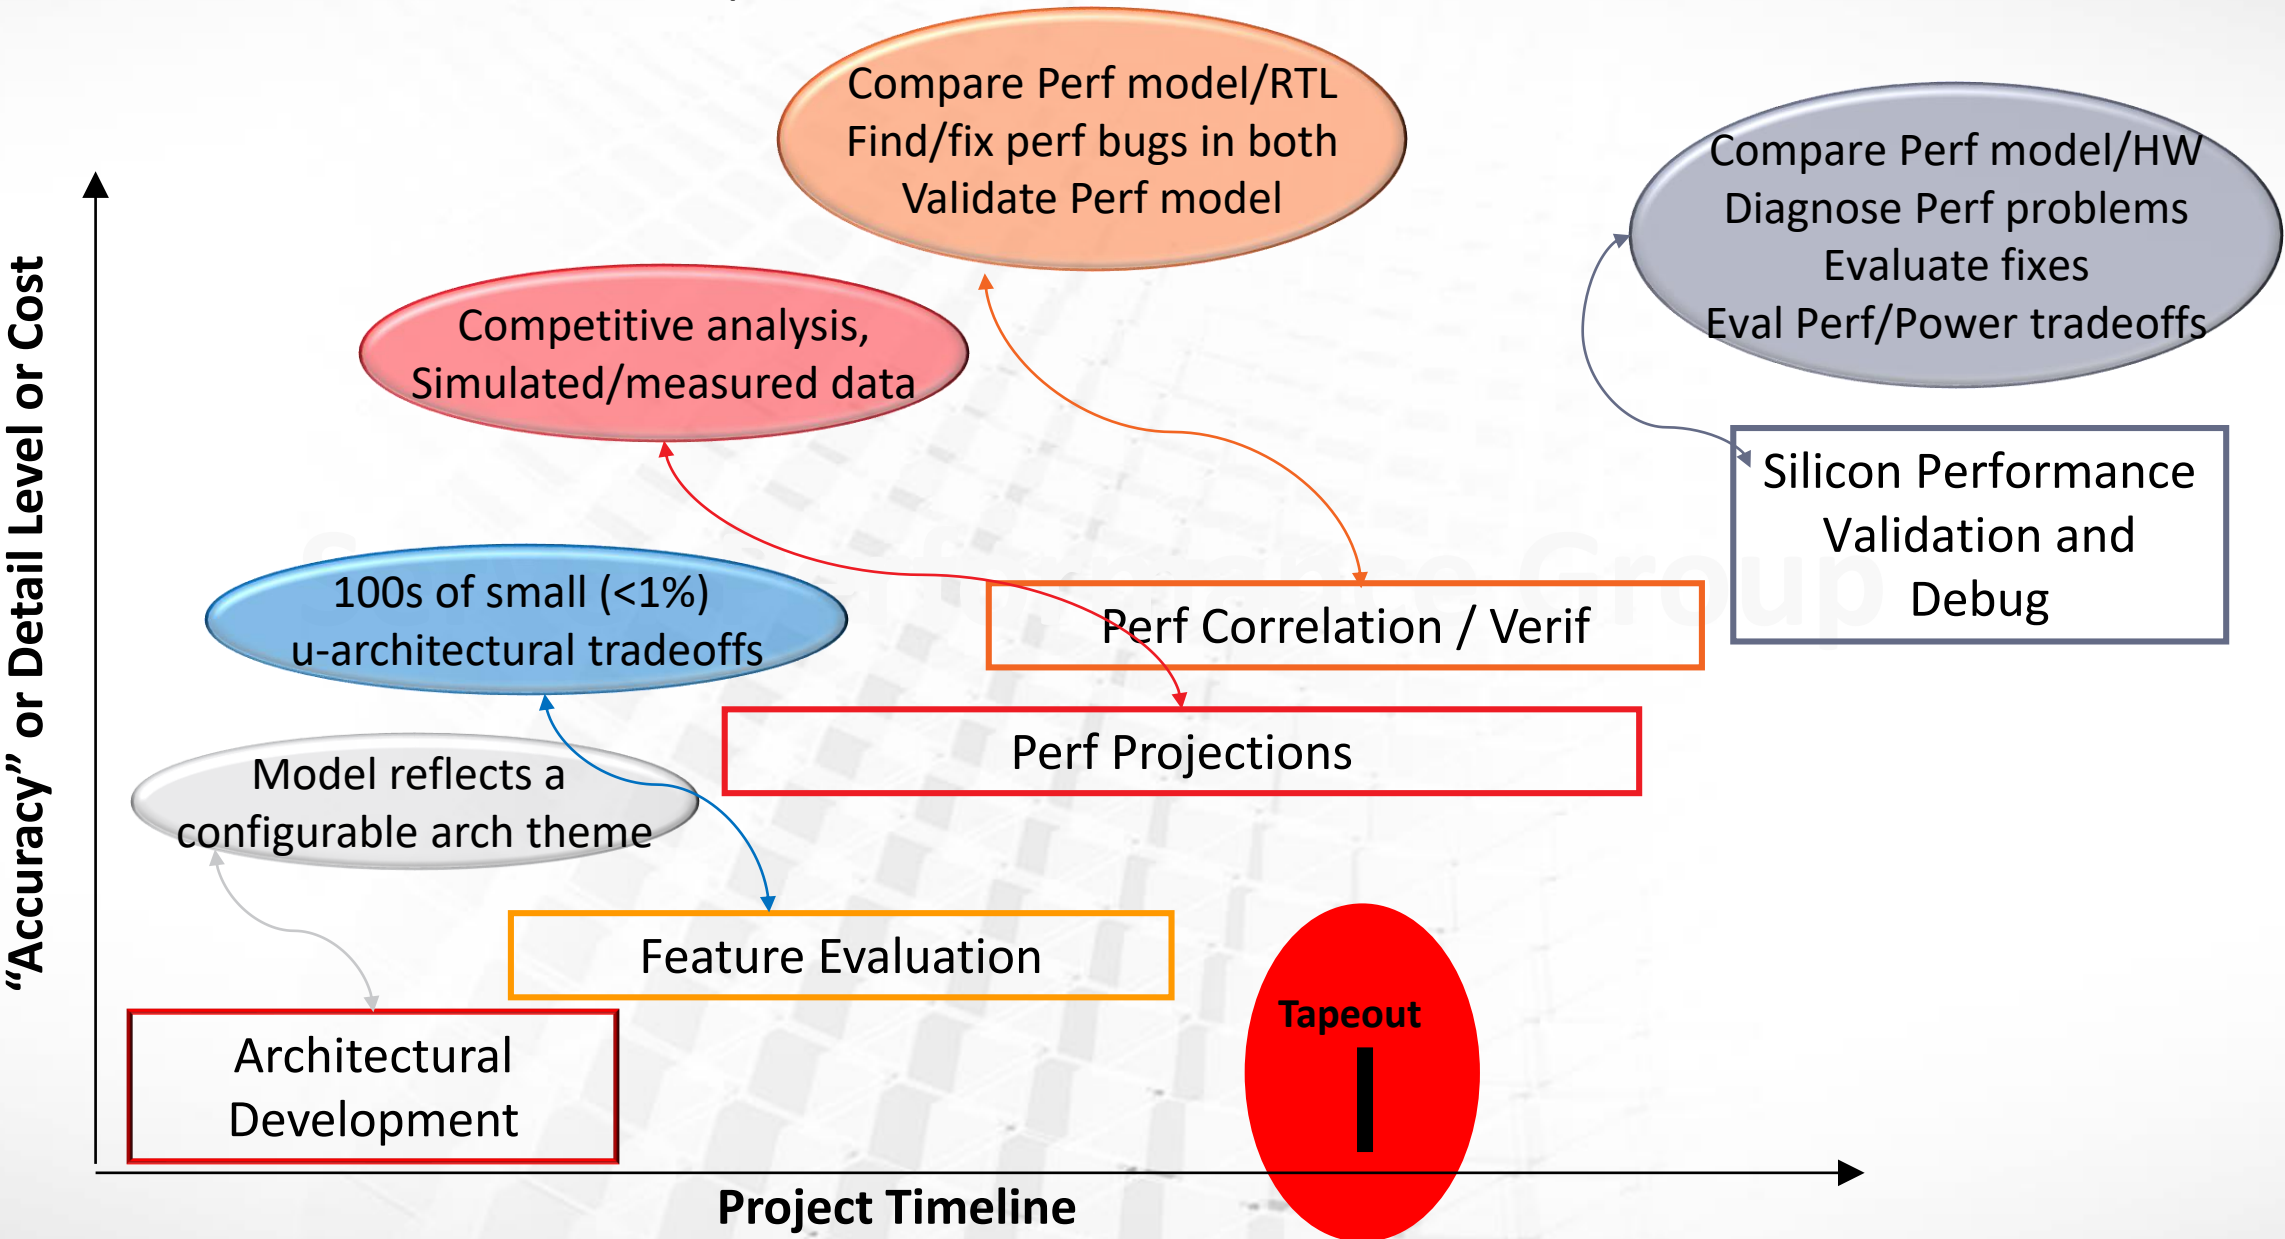 Compare Perf model/RTL
Find/fix perf bugs in both
Validate Perf model
Compare Perf model/HW
Diagnose Perf problems
Evaluate fixes
Eval Perf/Power tradeoffs
Competitive analysis,
Simulated/measured data
Silicon Performance
Validation and
Debug
100s of small (<1%)
u-architectural tradeoffs
Perf Correlation / Verif
Perf Projections
Model reflects a
configurable arch theme
Feature Evaluation
Architectural
Development
Tapeout
Project Timeline
“Accuracy” or Detail Level or Cost